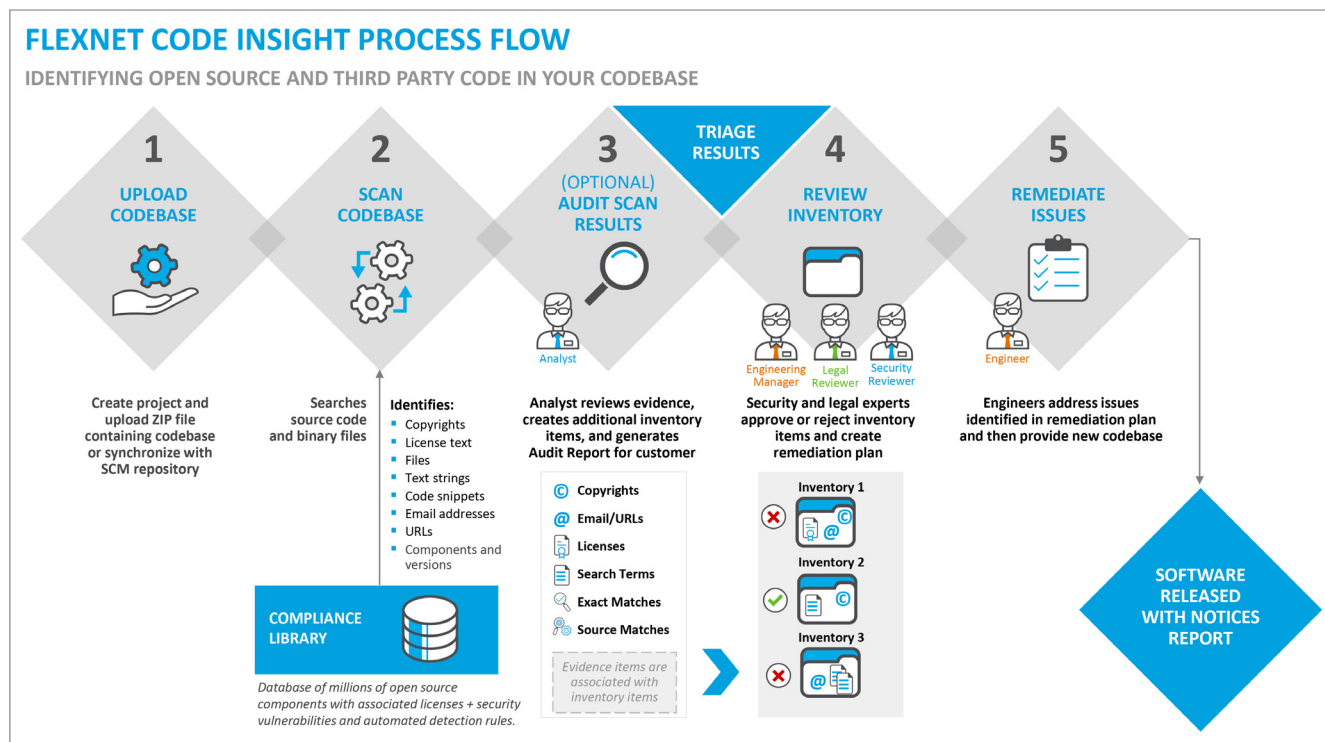 FLEXNET CODE INSIGHT PROCESS FLOW
IDENTIFYING OPEN SOURCE AND THIRD PARTY CODE IN YOUR CODEBASE
1
UPLOAD
CODEBASE
Create project and
upload ZIP file
containing codebase
or synchronize with
SCM repository
2
SCAN
CODEBASE
Searches
source code
and binary files
Identifies:
Copyrights
License text
Files
Text strings
Code snippets
Email addresses
URLs
Components and
versions
COMPLIANCE
LIBRARY
Database of millions of open source
components with associated licenses + security
vulnerabilities and automated detection rules.
3
(OPTIONAL)
AUDIT SCAN
RESULTS
Analyst
Analyst reviews evidence,
creates additional inventory
items, and generates
Audit Report for customer
© Copyrights
@ Email/URLs
Licenses
Search Terms
Exact Matches
Source Matches
Evidence items are
associated with
inventory items
TRIAGE
RESULTS
4
REVIEW
INVENTORY
Engineering
Manager
Legal
Reviewer
Security
Reviewer
Security and legal experts
approve or reject inventory
items and create
remediation plan
Inventory 1
©
@
Inventory 2
©
Inventory 3
@
5
REMEDIATE
ISSUES
Engineer
Engineers address issues
identified in remediation plan
and then provide new codebase
SOFTWARE
RELEASED
WITH NOTICES
REPORT